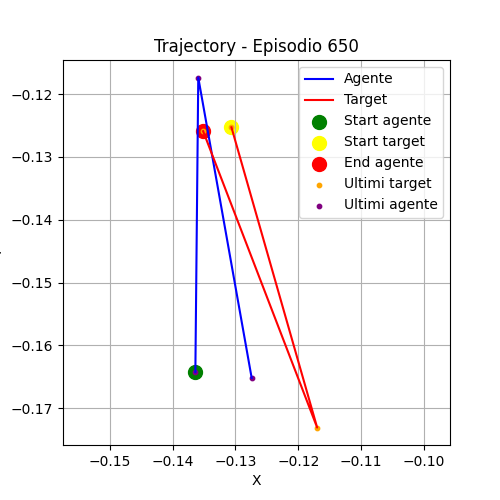 Trajectory - Episodio 650
Agente
Target
Start agente
Start target
End agente
Ultimi target
Ultimi agente
−0.12
−0.13
−0.14
−0.15
−0.16
−0.17
−0.15 −0.14 −0.13 −0.12 −0.11 −0.10
X